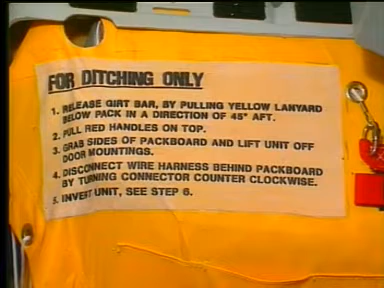 FOR DITCHING ONLY
1. RELEASE GIRT BAR, BY PULLING YELLOW LANYARD
BELOW PACK IN A DIRECTION OF 45° AFT.
2. PULL RED HANDLES ON TOP.
3. GRAB SIDES OF PACKBOARD AND LIFT UNIT OFF
DOOR MOUNTINGS.
4. DISCONNECT WIRE HARNESS BEHIND PACKBOARD
BY TURNING CONNECTOR COUNTER CLOCKWISE.
5. INVERT UNIT, SEE STEP 6.